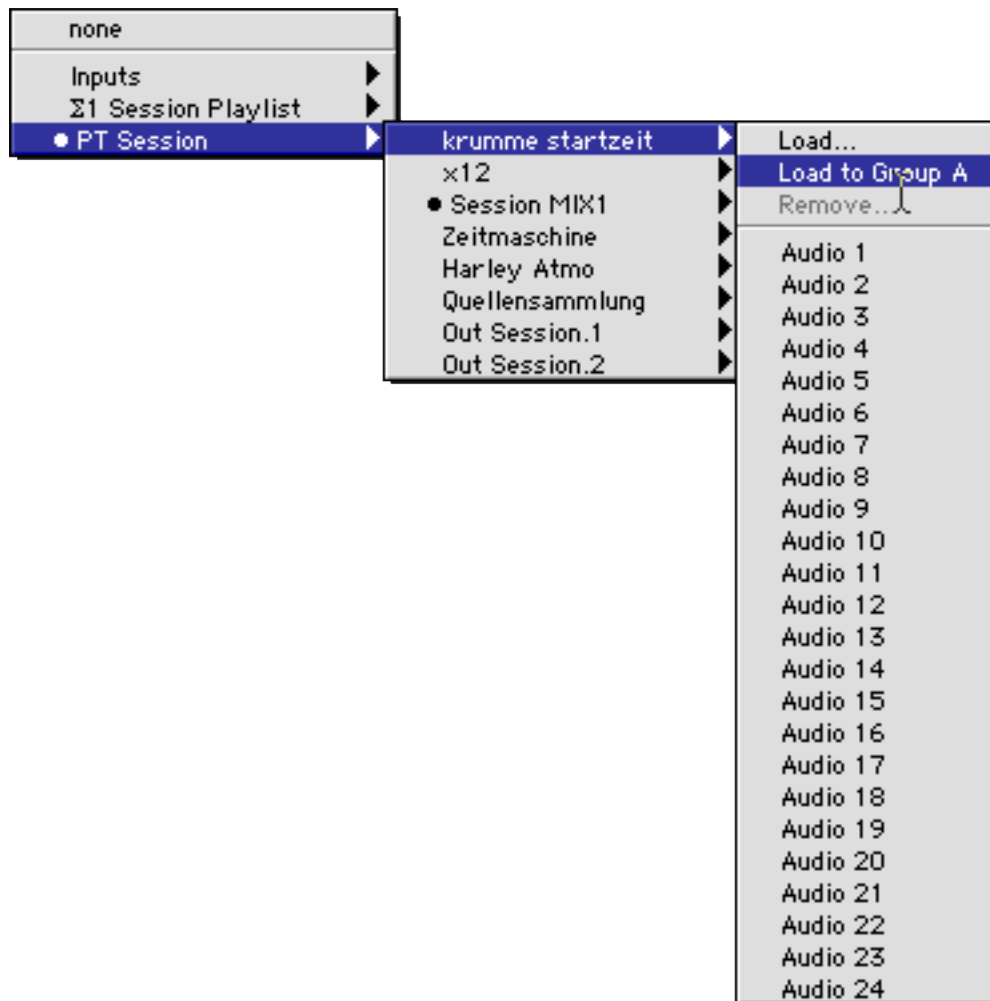 none
Inputs
Σ1 Session Playlist
PT Session
krumme startzeit
x12
Session MIX1
Zeitmaschine
Harley Atmo
Quellensammlung
Out Session.1
Out Session.2
Load...
Load to Group A
Remove...
Audio 1
Audio 2
Audio 3
Audio 4
Audio 5
Audio 6
Audio 7
Audio 8
Audio 9
Audio 10
Audio 11
Audio 12
Audio 13
Audio 14
Audio 15
Audio 16
Audio 17
Audio 18
Audio 19
Audio 20
Audio 21
Audio 22
Audio 23
Audio 24